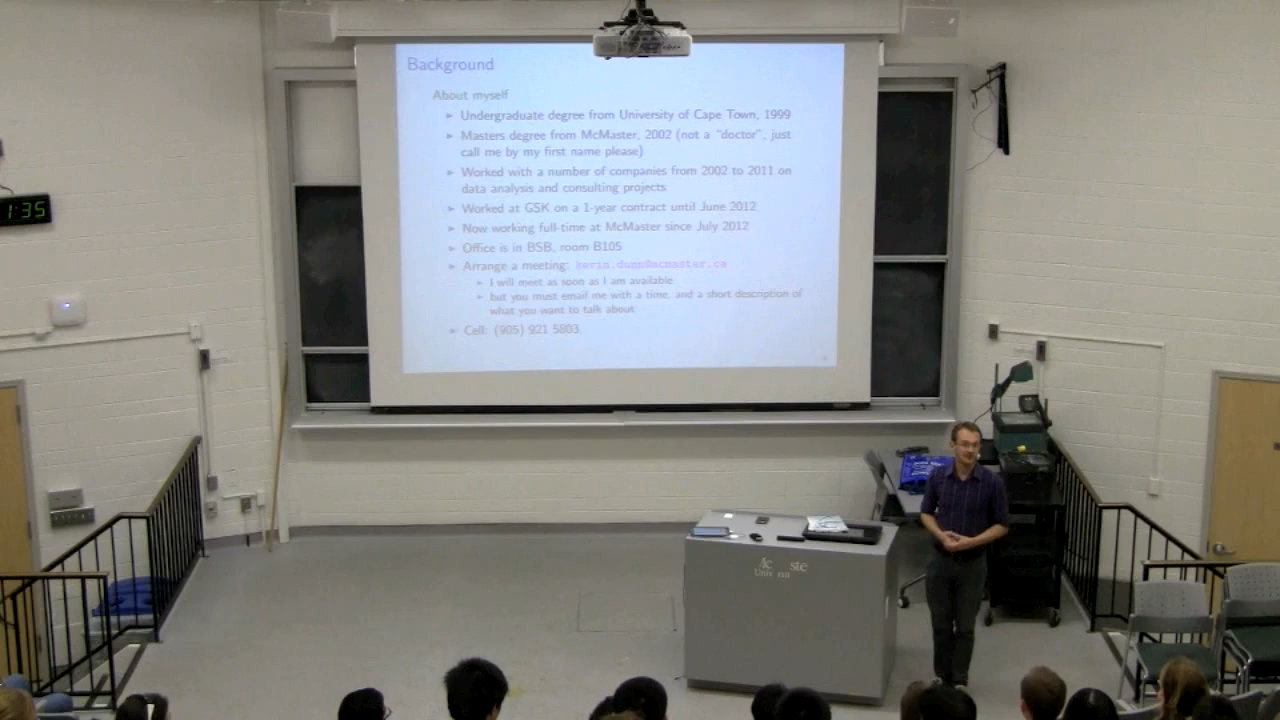 Background
About myself
Undergraduate degree from University of Cape Town, 1999
Masters degree from McMaster, 2002 (not a "doctor", just
call me by my first name please)
Worked with a number of companies from 2002 to 2011 on
data analysis and consulting projects
Worked at GSK on a 1-year contract until June 2012
Now working full-time at McMaster since July 2012
Office is in BSB, room B105
Arrange a meeting: kevin.dunn@mcmaster.ca
I will meet as soon as I am available
but you must email me with a time, and a short description of
what you want to talk about
Cell: (905) 921 5803
1:35